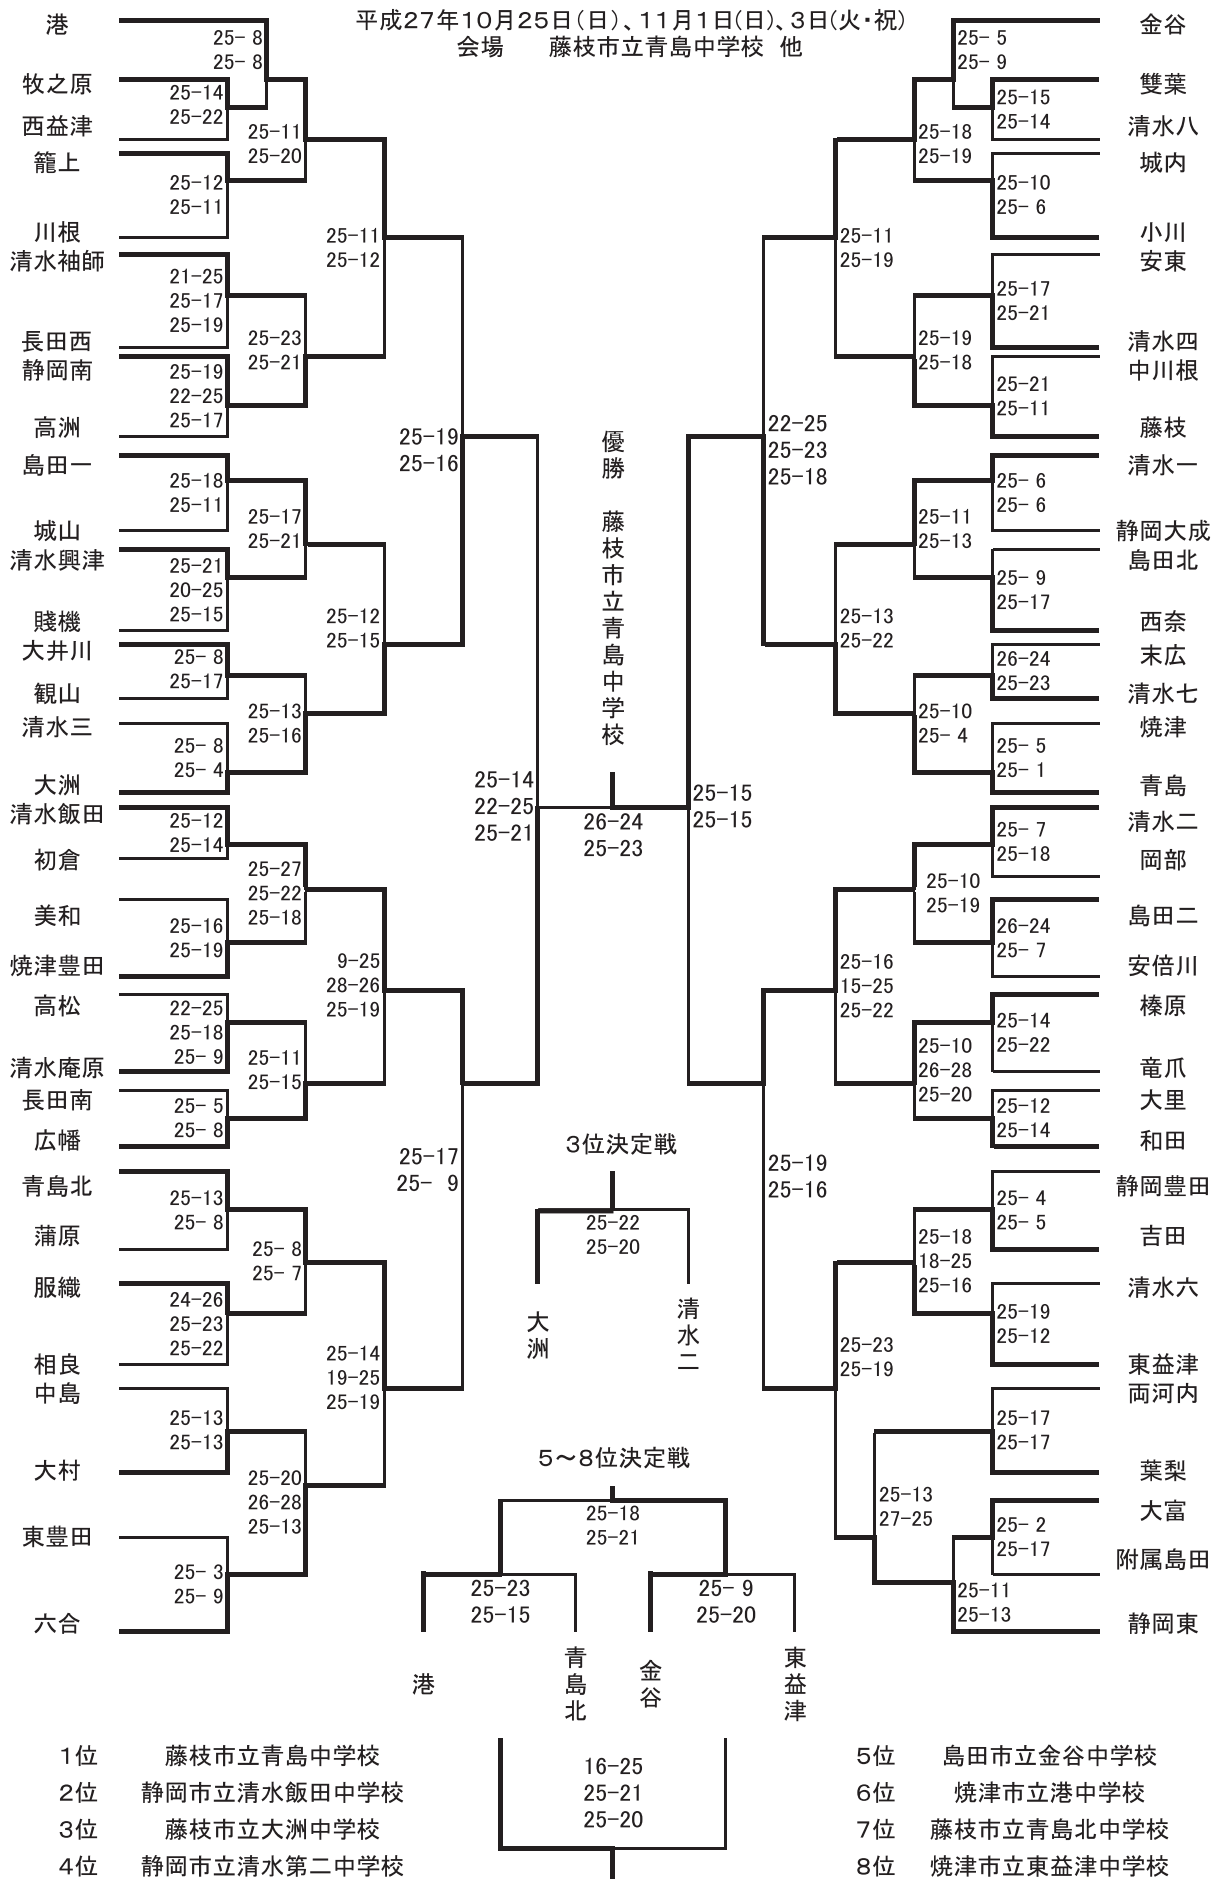 平成27年10月25日(日)、11月1日(日)、3日(火・祝)
会場　藤枝市立青島中学校 他
港
25- 8
25- 8
牧之原
25-14
25-22
西益津
25-11
25-20
籠上
25-12
25-11
川根
25-11
25-12
清水袖師
21-25
25-17
25-19
長田西
25-23
25-21
静岡南
25-19
22-25
25-17
高洲
25-19
25-16
島田一
25-18
25-11
城山
25-17
25-21
清水興津
25-21
20-25
25-15
賤機
25-12
25-15
大井川
25- 8
25-17
観山
25-13
25-16
清水三
25- 8
25- 4
大洲
25-14
22-25
25-21
清水飯田
25-12
25-14
初倉
25-27
25-22
25-18
美和
25-16
25-19
焼津豊田
9-25
28-26
25-19
高松
22-25
25-18
25- 9
清水庵原
25-11
25-15
長田南
25- 5
25- 8
広幡
25-17
25- 9
青島北
25-13
25- 8
蒲原
25- 8
25- 7
服織
24-26
25-23
25-22
相良
25-14
19-25
25-19
中島
25-13
25-13
大村
25-20
26-28
25-13
東豊田
25- 3
25- 9
六合
優勝　藤枝市立青島中学校
26-24
25-23
金谷
25- 5
25- 9
雙葉
25-15
25-14
清水八
25-18
25-19
城内
25-10
25- 6
小川
25-11
25-19
安東
25-17
25-21
清水四
25-19
25-18
中川根
25-21
25-11
藤枝
22-25
25-23
25-18
清水一
25- 6
25- 6
静岡大成
25-11
25-13
島田北
25- 9
25-17
西奈
25-13
25-22
末広
26-24
25-23
清水七
25-10
25- 4
焼津
25- 5
25- 1
青島
25-15
25-15
清水二
25- 7
25-18
岡部
25-10
25-19
島田二
26-24
25- 7
安倍川
25-16
15-25
25-22
榛原
25-14
25-22
竜爪
25-10
26-28
25-20
大里
25-12
25-14
和田
25-19
25-16
静岡豊田
25- 4
25- 5
吉田
25-18
18-25
25-16
清水六
25-19
25-12
東益津
25-23
25-19
両河内
25-17
25-17
葉梨
25-13
27-25
大富
25- 2
25-17
附属島田
25-11
25-13
静岡東
3位決定戦
25-22
25-20
大洲
清水二
5～8位決定戦
25-18
25-21
25-23
25-15
25- 9
25-20
港
青島北
金谷
東益津
16-25
25-21
25-20
1位　藤枝市立青島中学校
2位　静岡市立清水飯田中学校
3位　藤枝市立大洲中学校
4位　静岡市立清水第二中学校
5位　島田市立金谷中学校
6位　焼津市立港中学校
7位　藤枝市立青島北中学校
8位　焼津市立東益津中学校